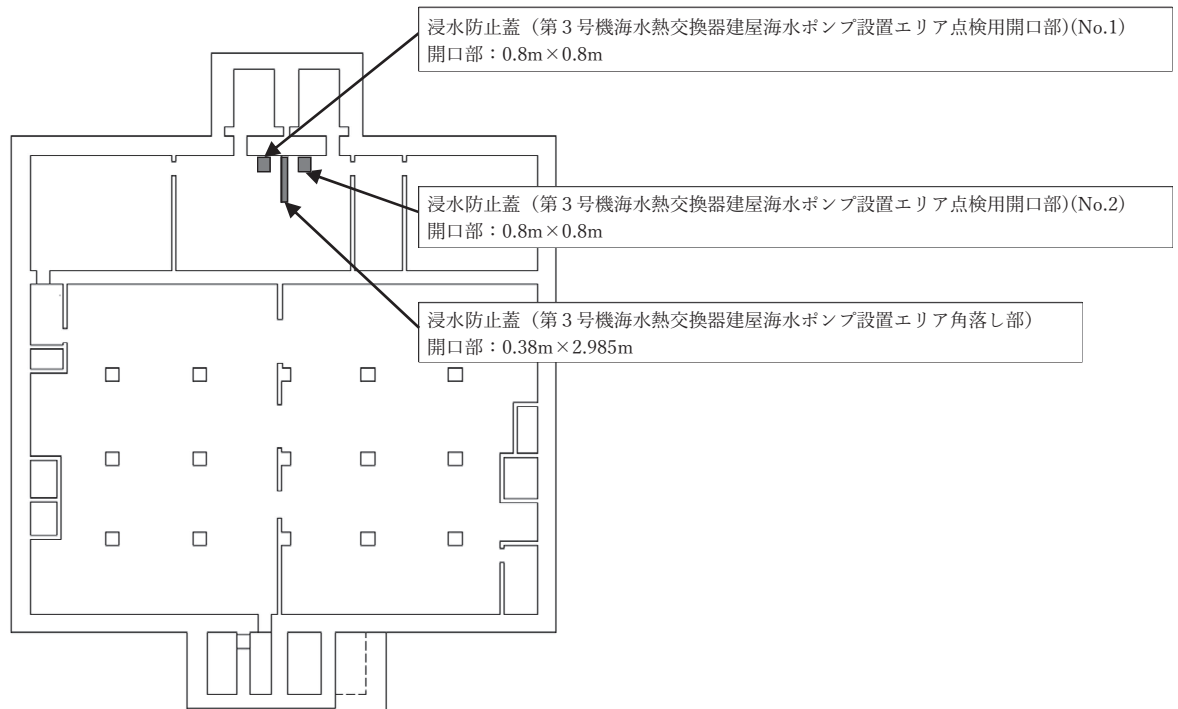 浸水防止蓋（第３号機海水熱交換器建屋海水ポンプ設置エリア点検用開口部）(No.1)
開口部：0.8m×0.8m
浸水防止蓋（第３号機海水熱交換器建屋海水ポンプ設置エリア点検用開口部）(No.2)
開口部：0.8m×0.8m
浸水防止蓋（第３号機海水熱交換器建屋海水ポンプ設置エリア角落し部）
開口部：0.38m×2.985m